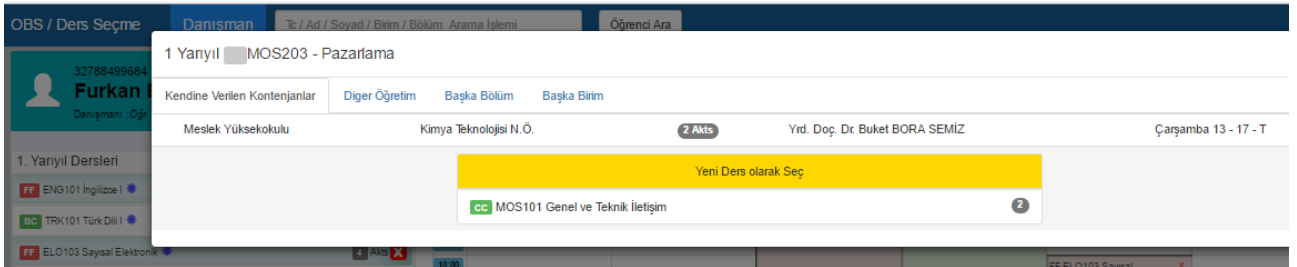 OBS / Ders Seçme Danışman Tc / Ad / Soyad / Birim / Bölüm Arama İşlemi Öğrenci Ara
1 Yarıyıl MOS203 - Pazarlama
32788499684
Furkan
Danışmanı : Öğr.
Kendine Verilen Kontenjanlar Diger Öğretim Başka Bölüm Başka Birim
Meslek Yüksekokulu Kimya Teknolojisi N.Ö. 2 Akts Yrd. Doç. Dr. Buket BORA SEMİZ Çarşamba 13 - 17 - T
1. Yarıyıl Dersleri
Yeni Ders olarak Seç
FF ENG101 İngilizce I
CC MOS101 Genel ve Teknik İletişim 2
BC TRK101 Türk Dili I
FF ELO103 Sayısal Elektronik 4 Akts X
10:00
FF ELO103 Sayısal x